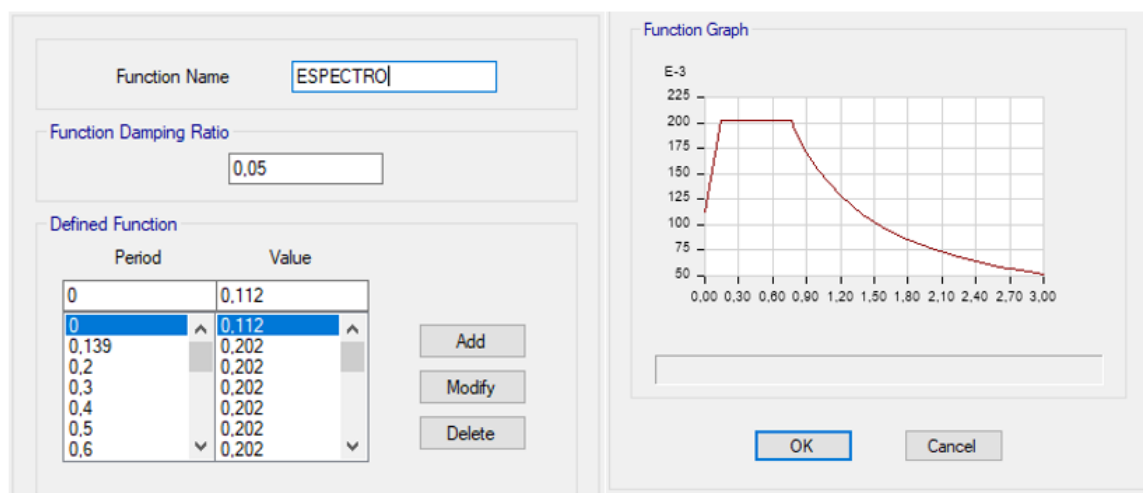 Function Name ESPECTRO
Function Damping Ratio
0,05
Defined Function
Period Value
0 0,112
0 0,112
0,139 0,202
0,2 0,202
0,3 0,202
0,4 0,202
0,5 0,202
0,6 0,202
Add
Modify
Delete
Function Graph
E-3
225
200
175
150
125
100
75
50
0,00 0,30 0,60 0,90 1,20 1,50 1,80 2,10 2,40 2,70 3,00
OK Cancel